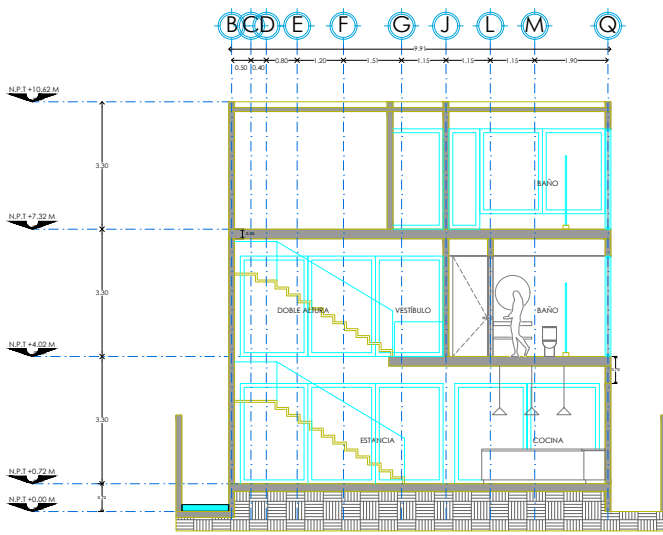 B C D E F G J L M Q
9.91
0.50 0.40 0.80 1.20 1.51 1.15 1.15 1.15 1.90
N.P.T +10.62 M
3.30
BAÑO
N.P.T +7.32 M
3.30
DOBLE ALTURA VESTÍBULO BAÑO
N.P.T +4.02 M
3.30
ESTANCIA COCINA
N.P.T +0.72 M
N.P.T +0.00 M